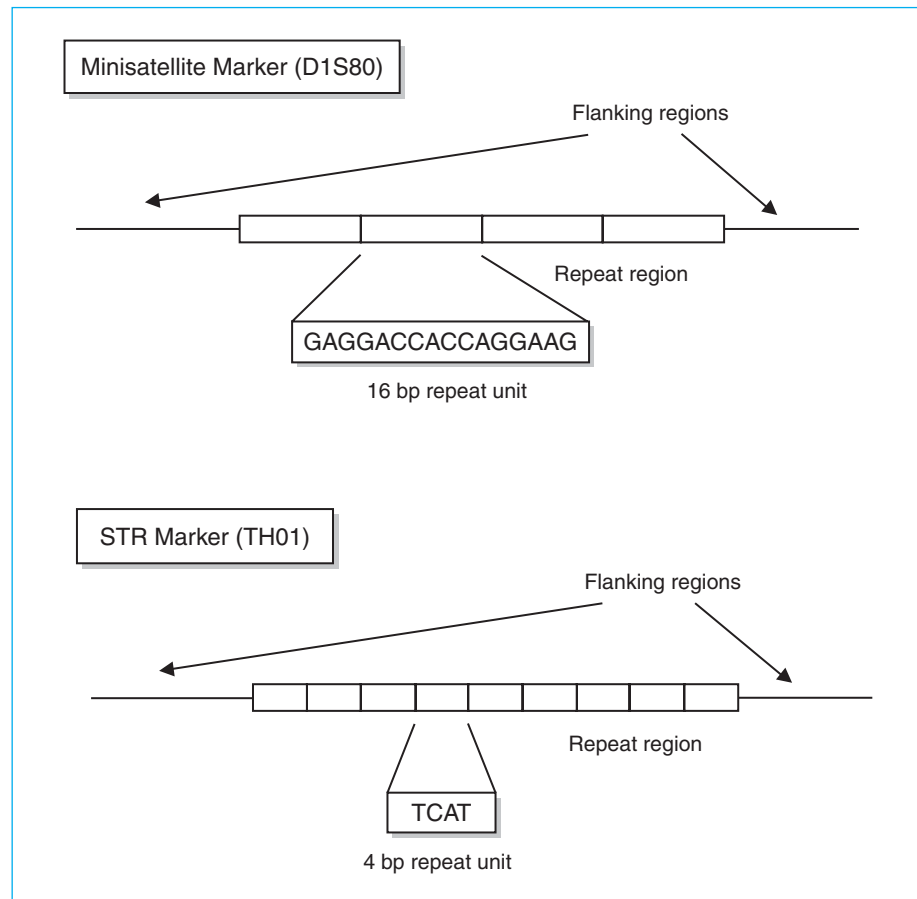 Minisatellite Marker (D1S80)
Flanking regions
Repeat region
GAGGACCACCAGGAAG
16 bp repeat unit
STR Marker (TH01)
Flanking regions
Repeat region
TCAT
4 bp repeat unit